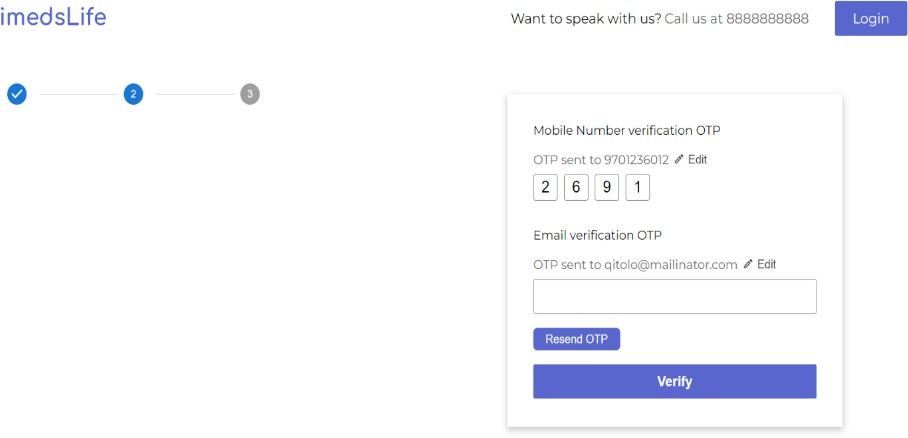 imedsLife
Want to speak with us? Call us at 8888888888
Login
2
3
Mobile Number verification OTP
OTP sent to 9701236012 Edit
2 6 9 1
Email verification OTP
OTP sent to qitolo@mailinator.com Edit
Resend OTP
Verify